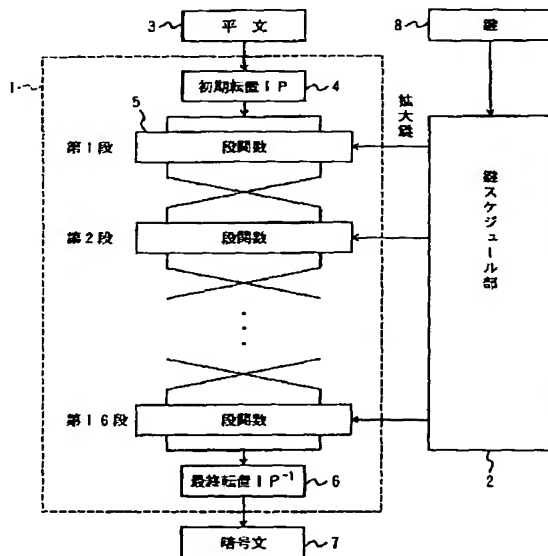 3 平文
8 鍵
1
初期転置IP 4
拡大鍵
5
第1段 段関数
鍵スケジュール部
第2段 段関数
第16段 段関数
最終転置IP-1 6
2
暗号文 7